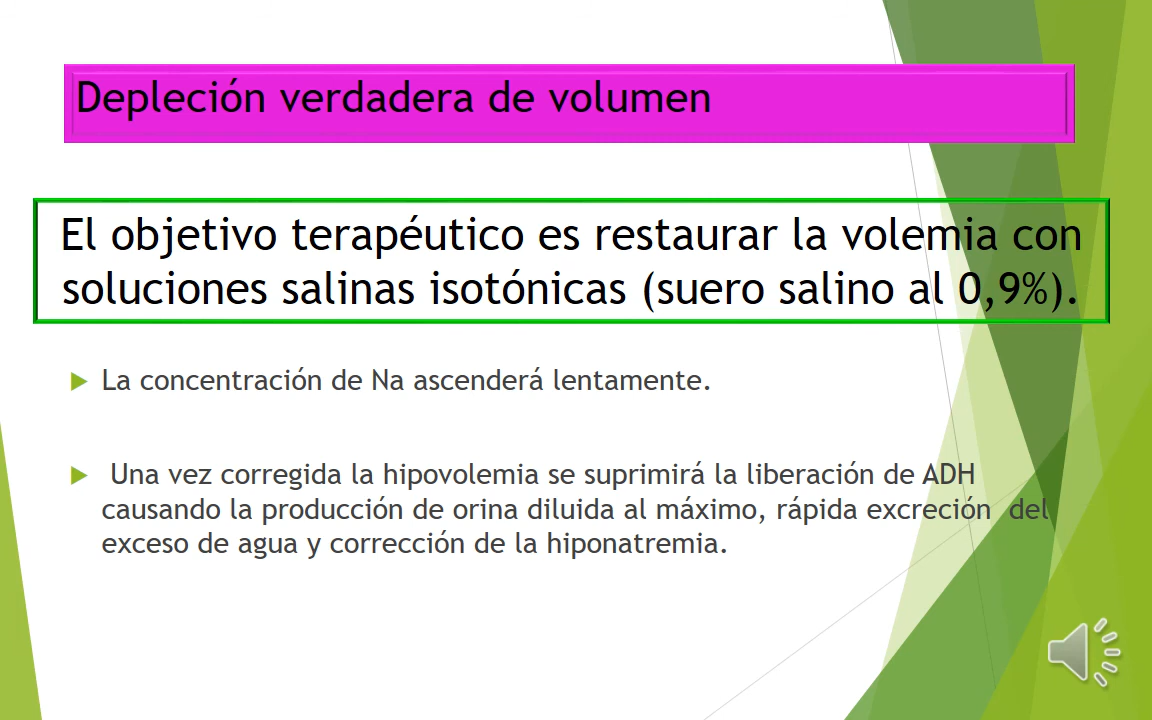 Depleción verdadera de volumen
El objetivo terapéutico es restaurar la volemia con
soluciones salinas isotónicas (suero salino al 0,9%).
La concentración de Na ascenderá lentamente.
Una vez corregida la hipovolemia se suprimirá la liberación de ADH
causando la producción de orina diluida al máximo, rápida excreción del
exceso de agua y corrección de la hiponatremia.